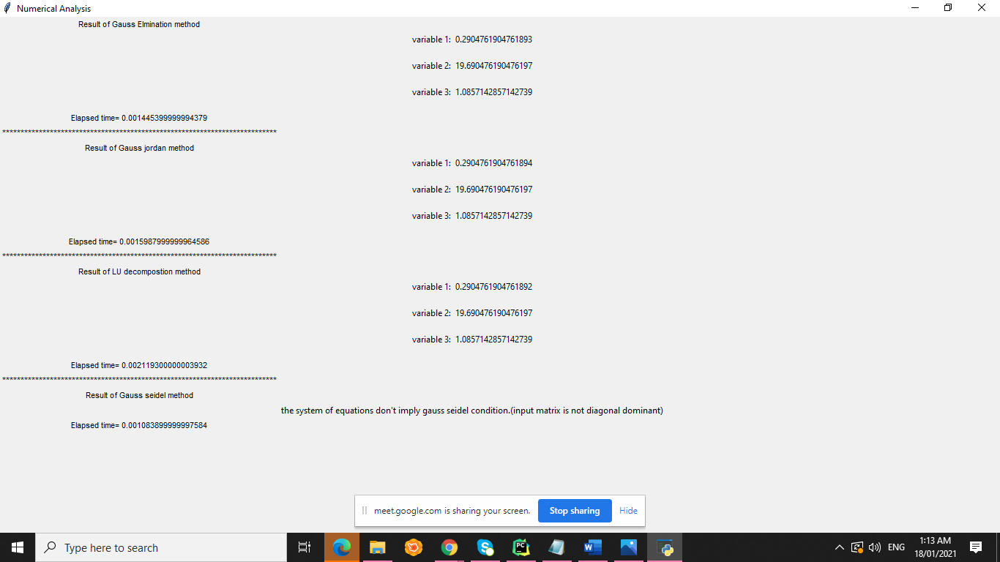 Numerical Analysis
Result of Gauss Elmination method
variable 1: 0.2904761904761893
variable 2: 19.690476190476197
variable 3: 1.0857142857142739
Elapsed time= 0.001445399999994379
***************************************************************************
Result of Gauss jordan method
variable 1: 0.2904761904761894
variable 2: 19.690476190476197
variable 3: 1.0857142857142739
Elapsed time= 0.0015987999999964586
***************************************************************************
Result of LU decompostion method
variable 1: 0.2904761904761892
variable 2: 19.690476190476197
variable 3: 1.0857142857142739
Elapsed time= 0.002119300000003932
***************************************************************************
Result of Gauss seidel method
the system of equations don't imply gauss seidel condition.(input matrix is not diagonal dominant)
Elapsed time= 0.001083899999997584
meet.google.com is sharing your screen. Stop sharing Hide
Type here to search
PC
W
ENG
1:13 AM
18/01/2021